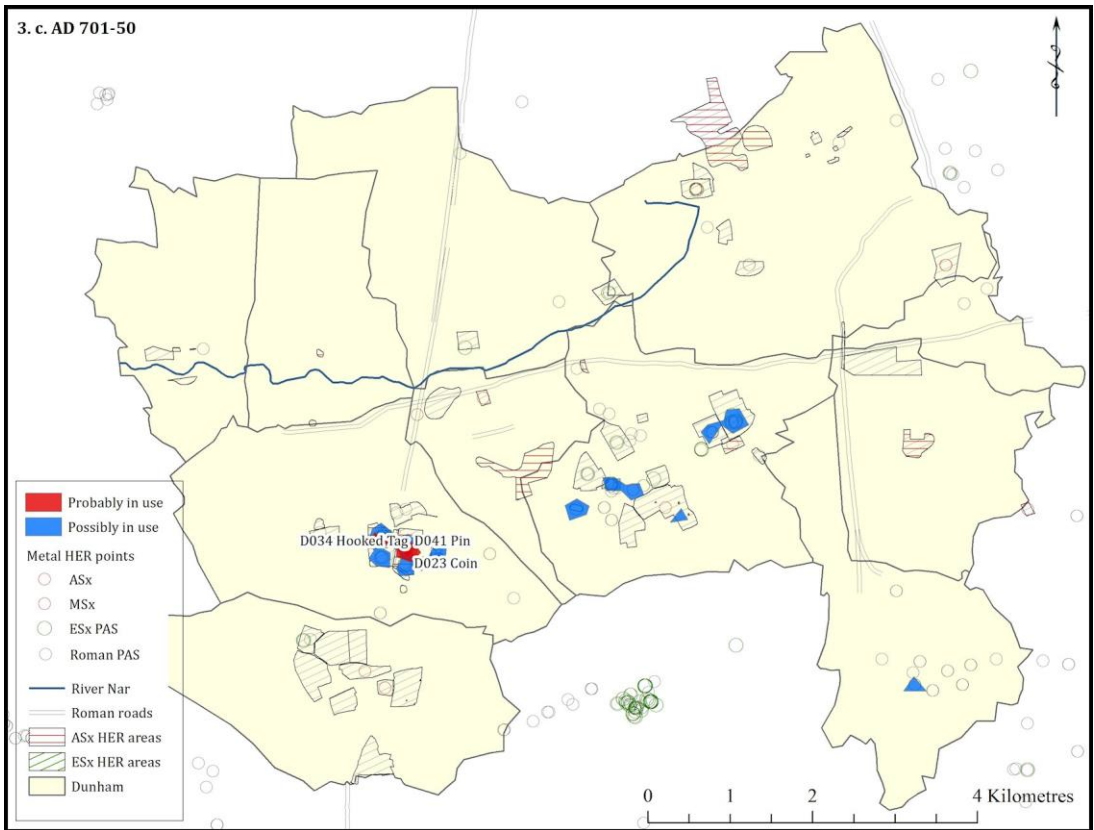 3. c. AD 701-50
D034 Hooked Tag D041 Pin
D023 Coin
Probably in use
Possibly in use
Metal HER points
ASx
MSx
ESx PAS
Roman PAS
River Nar
Roman roads
ASx HER areas
ESx HER areas
Dunham
0 1 2 4 Kilometres